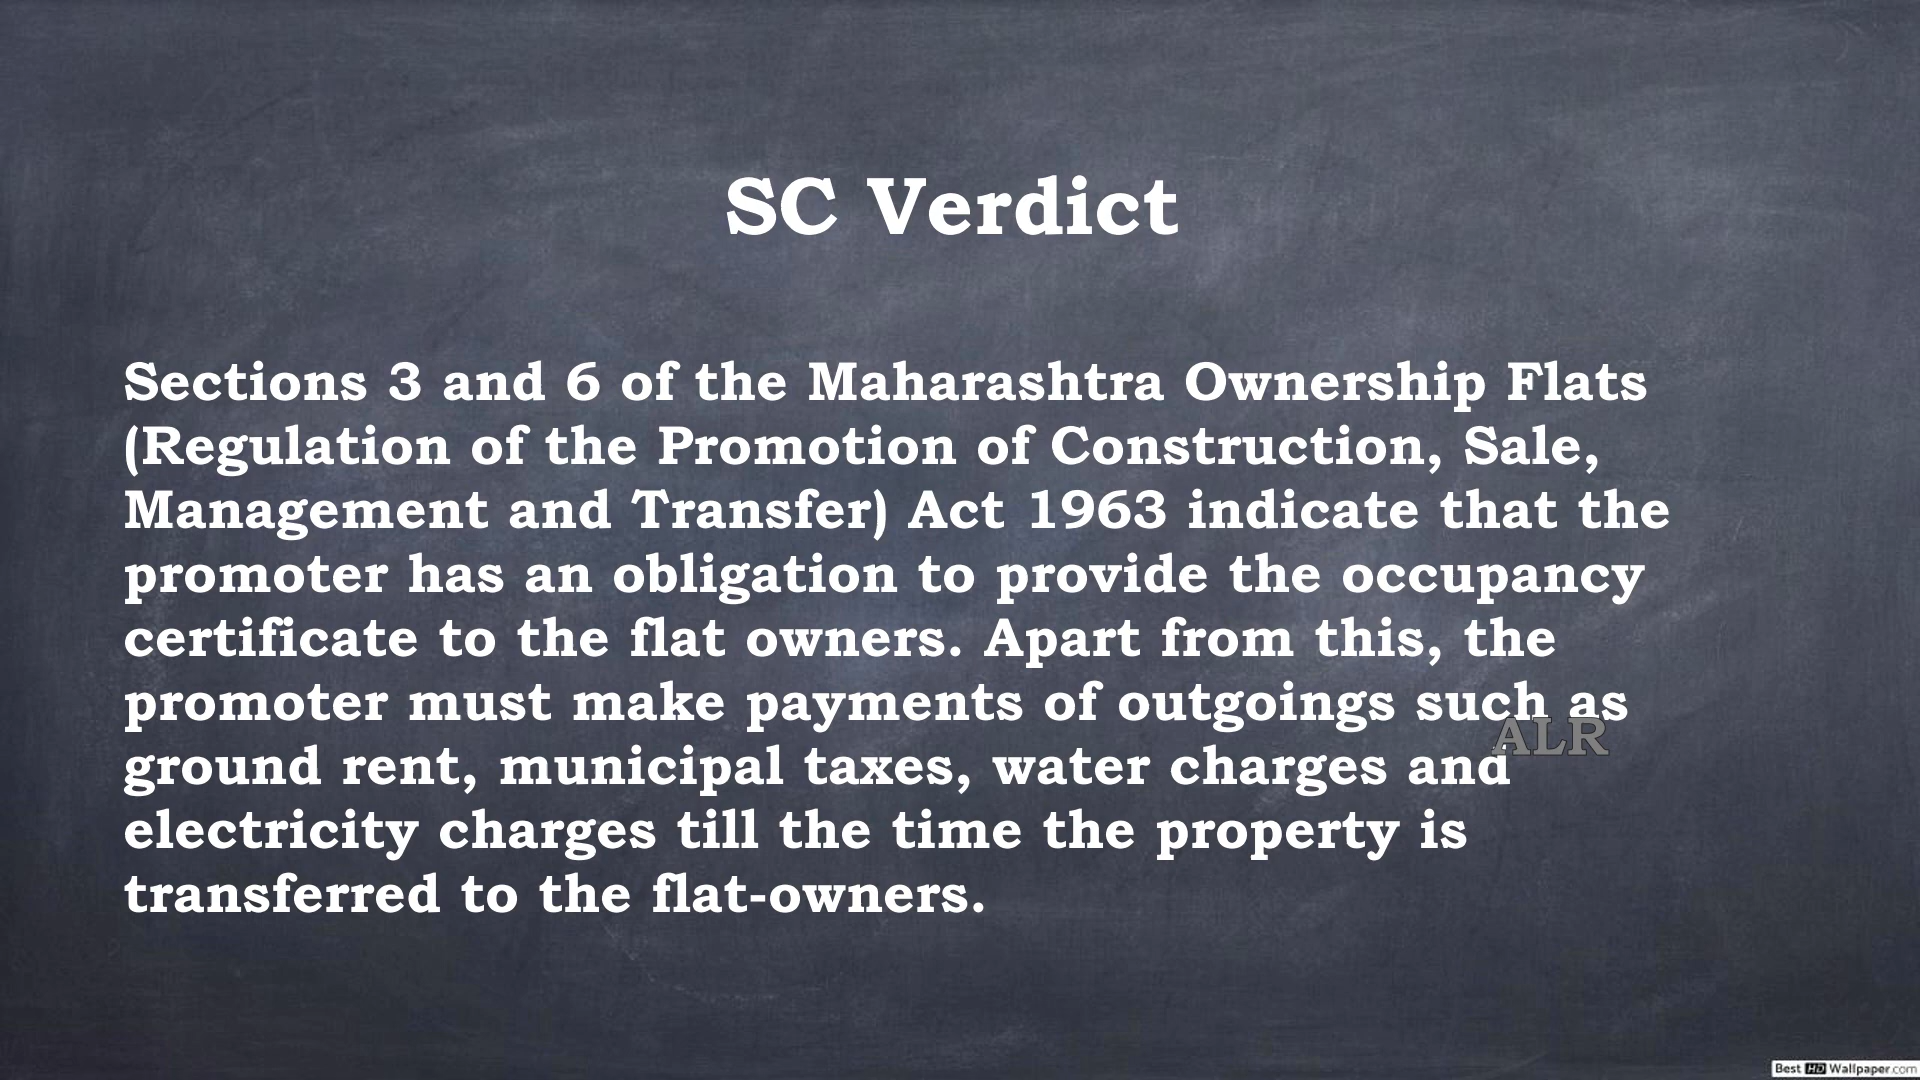 SC Verdict
Sections 3 and 6 of the Maharashtra Ownership Flats
(Regulation of the Promotion of Construction, Sale,
Management and Transfer) Act 1963 indicate that the
promoter has an obligation to provide the occupancy
certificate to the flat owners. Apart from this, the
promoter must make payments of outgoings such as
ALR
ground rent, municipal taxes, water charges and
electricity charges till the time the property is
transferred to the flat-owners.
Best HD Wallpaper.com